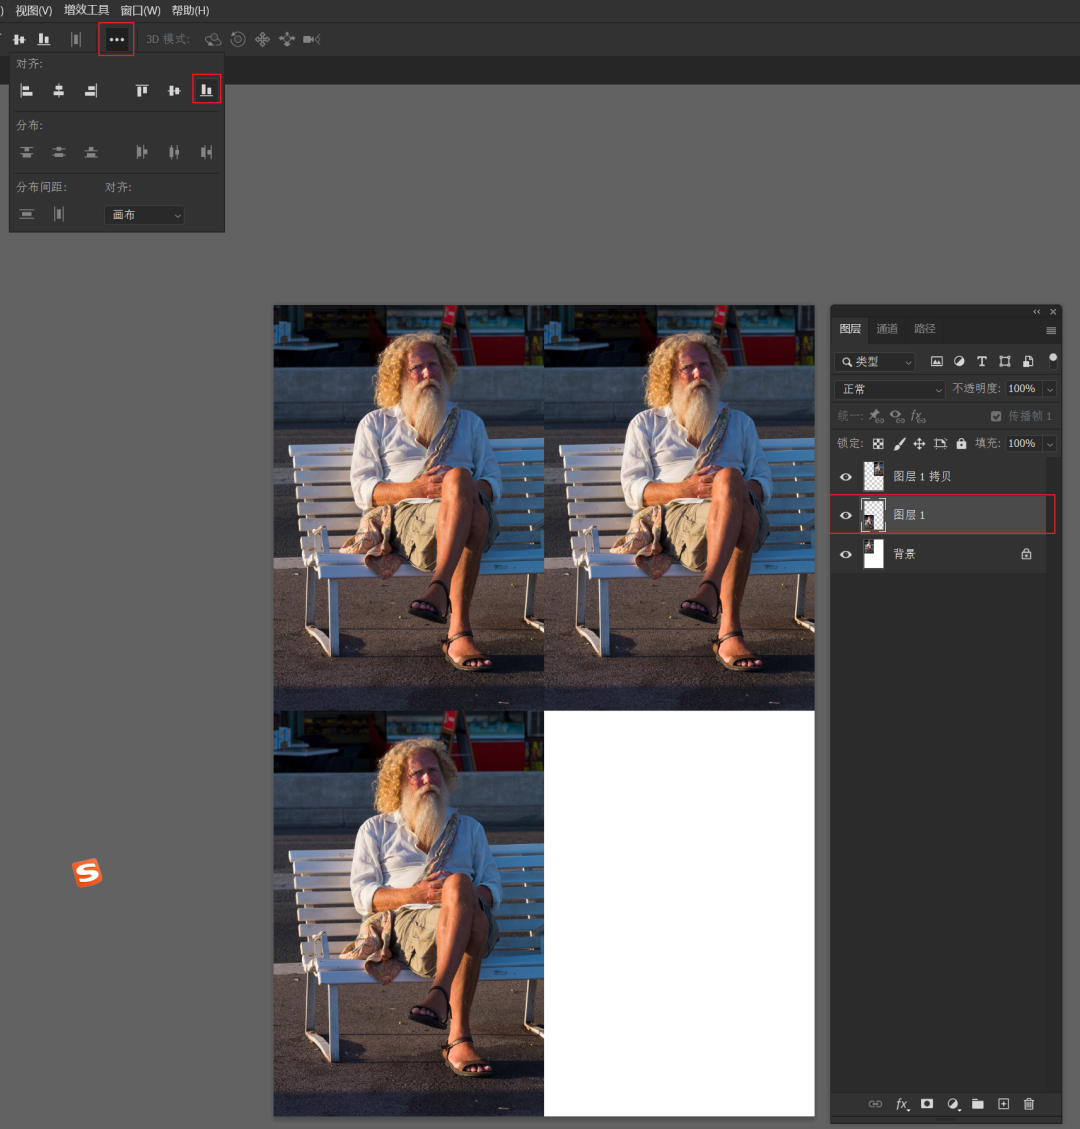 ) 视图(V) 增效工具 窗口(W) 帮助(H)
3D 模式:
对齐:
分布:
分布间距: 对齐:
画布
图层 通道 路径
类型
正常 不透明度: 100%
统一: 传播帧 1
锁定: 填充: 100%
图层 1 拷贝
图层 1
背景
fx
S